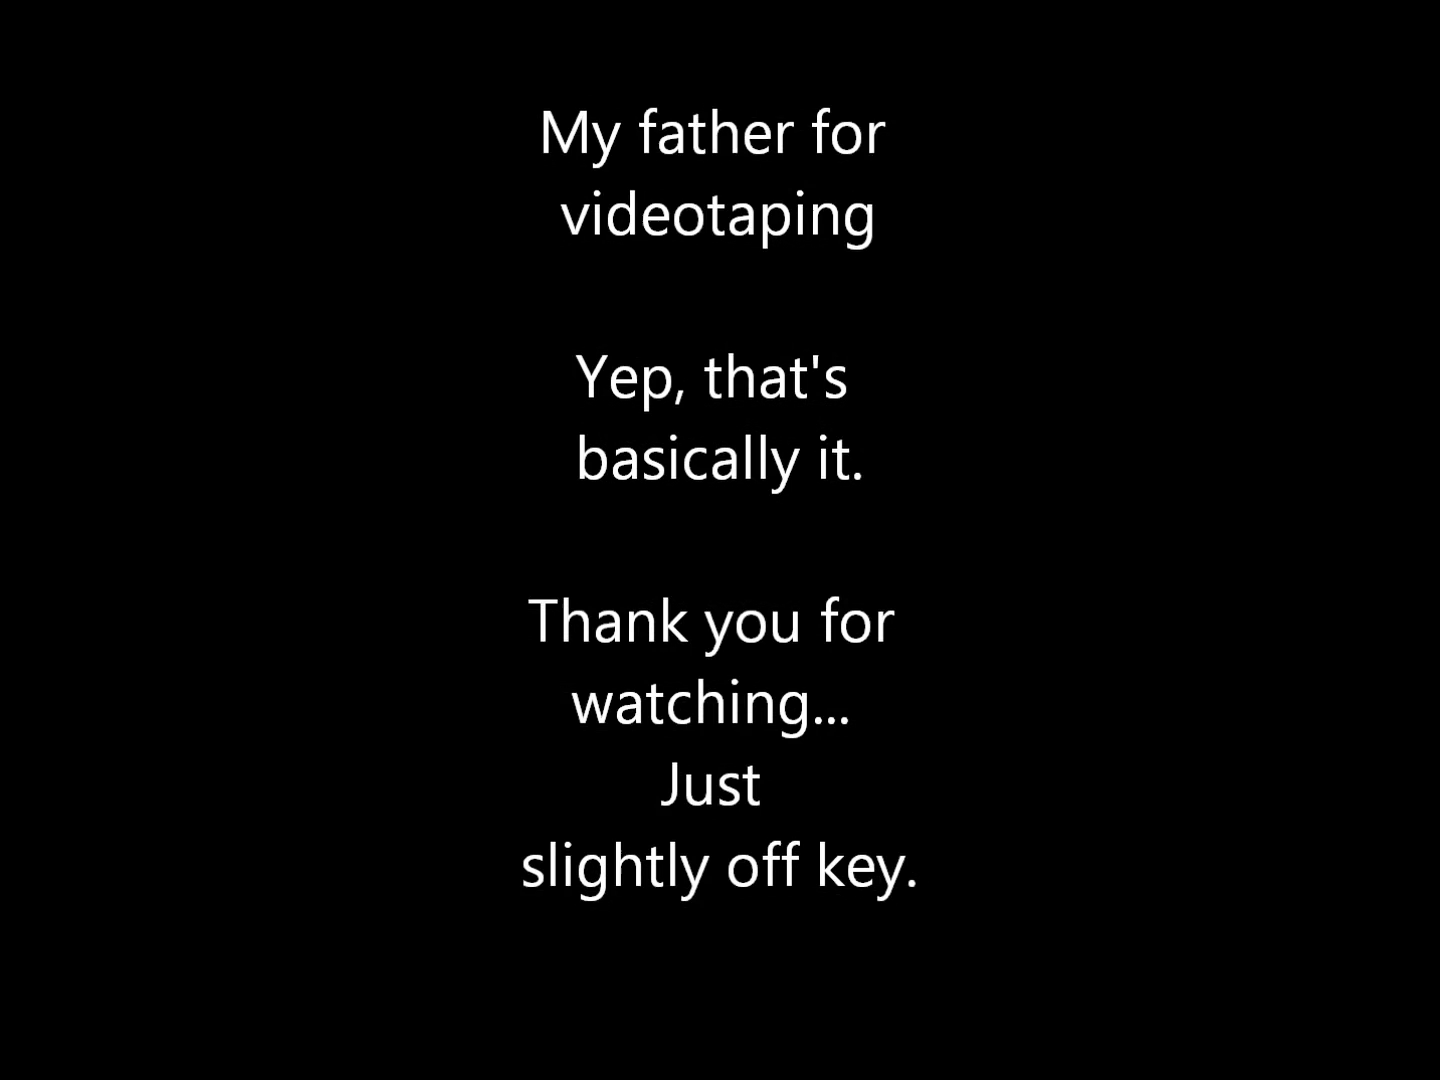 My father for
videotaping
Yep, that's
basically it.
Thank you for
watching...
Just
slightly off key.